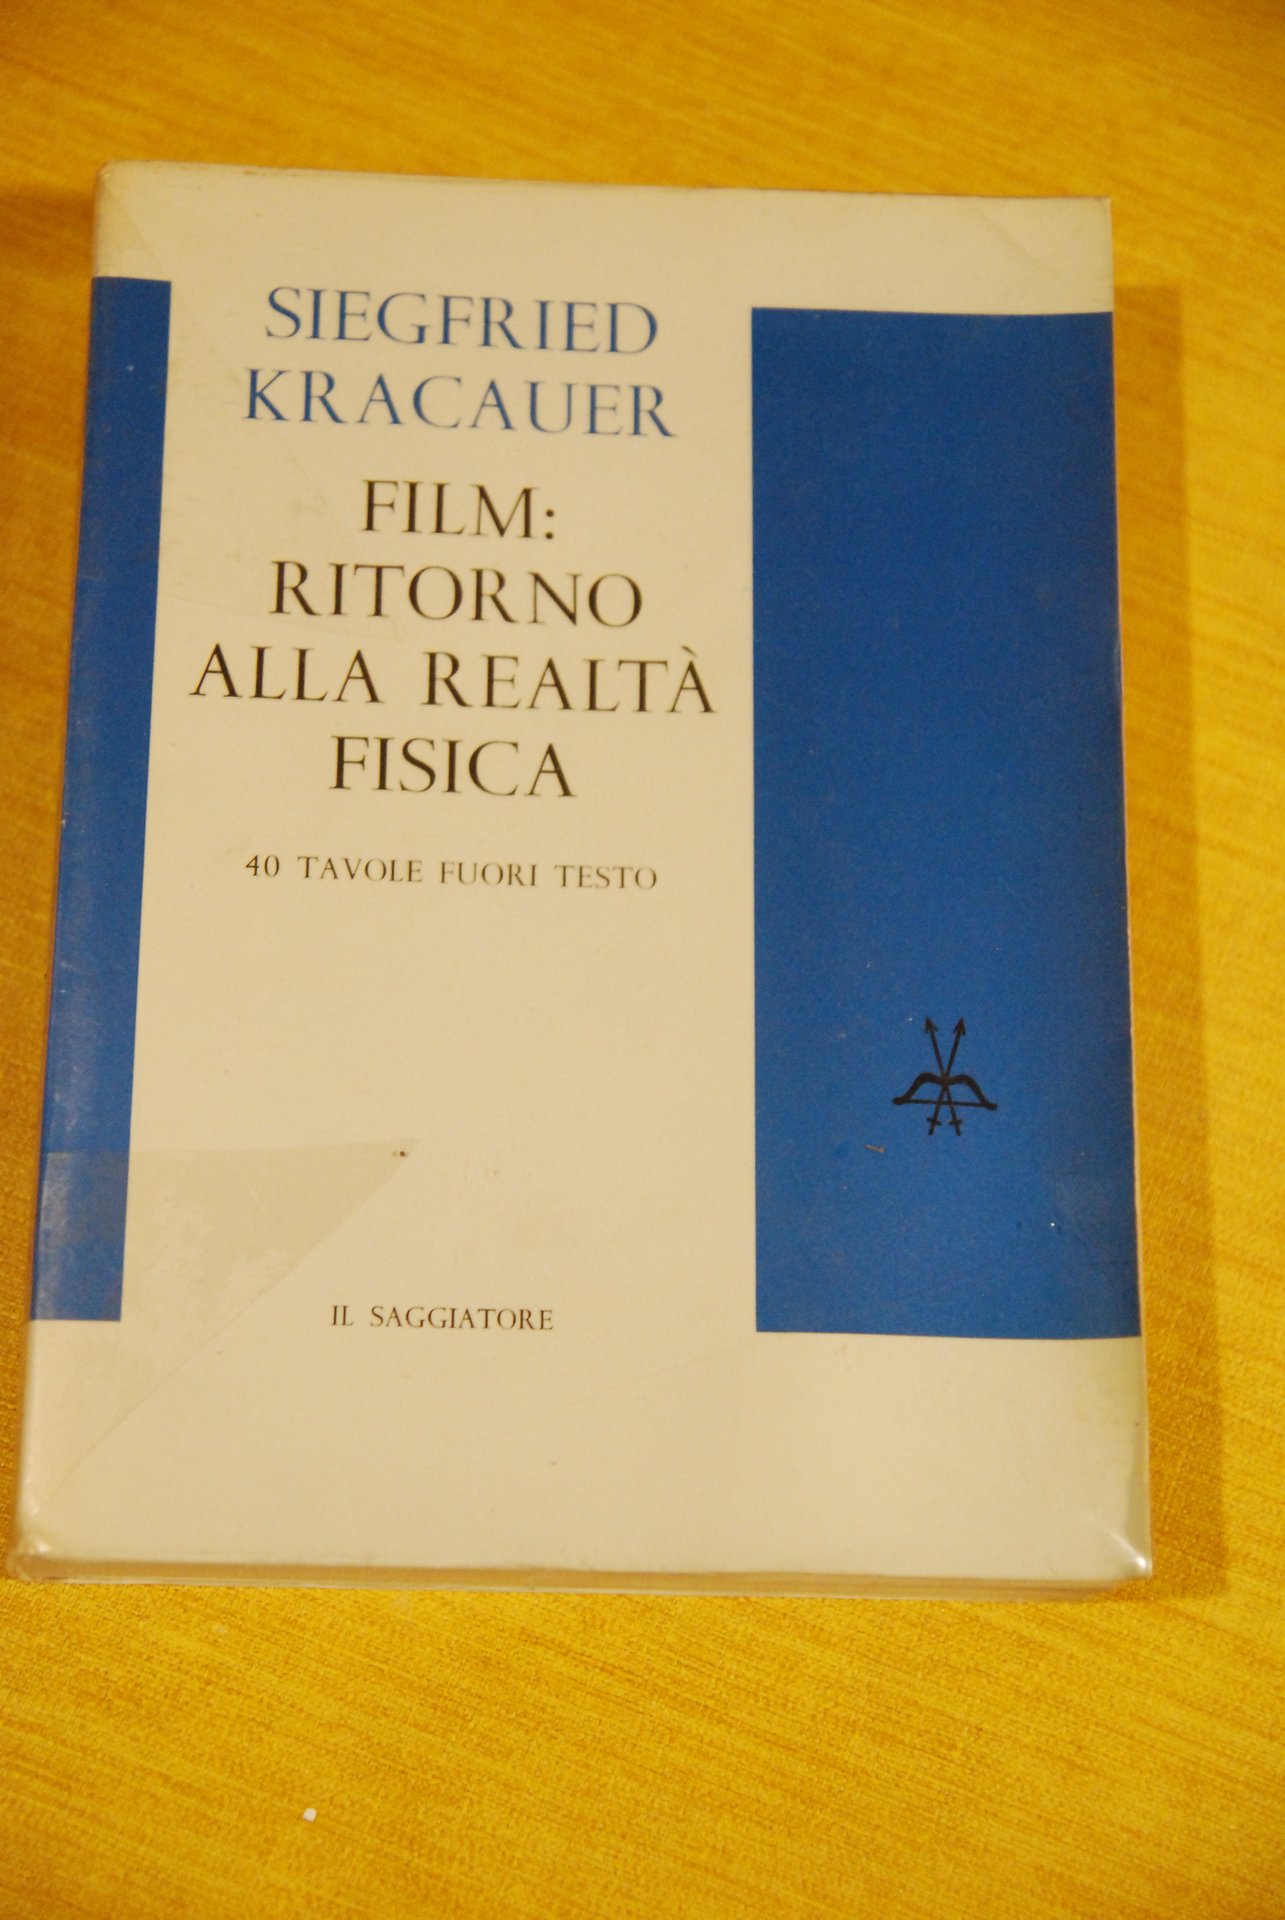 SIEGFRIED
KRACAUER
FILM:
RITORNO
ALLA REALTÀ
FISICA
40 TAVOLE FUORI TESTO
IL SAGGIATORE